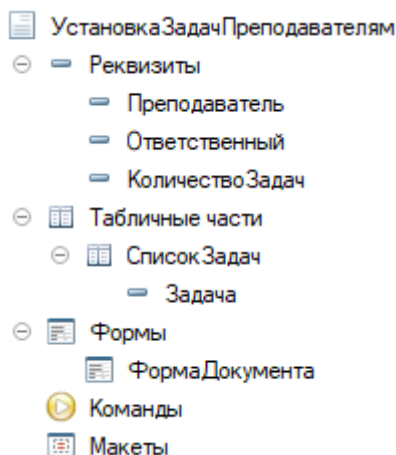 УстановкаЗадачПреподавателям
Реквизиты
Преподаватель
Ответственный
КоличествоЗадач
Табличные части
СписокЗадач
Задача
Формы
ФормаДокумента
Команды
Макеты